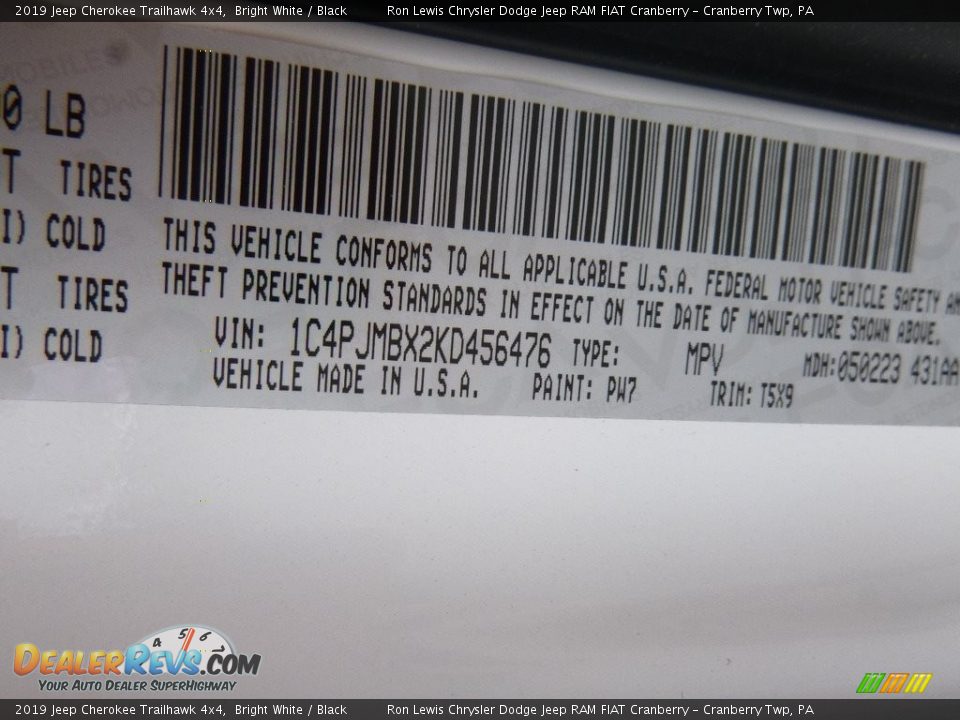 2019 Jeep Cherokee Trailhawk 4x4, Bright White / Black Ron Lewis Chrysler Dodge Jeep RAM FIAT Cranberry – Cranberry Twp, PA
0 LB
T TIRES
I) COLD
T TIRES
I) COLD
THIS VEHICLE CONFORMS TO ALL APPLICABLE U.S.A. FEDERAL MOTOR VEHICLE SAFETY AN
THEFT PREVENTION STANDARDS IN EFFECT ON THE DATE OF MANUFACTURE SHOWN ABOVE.
VIN: 1C4PJMBX2KD456476 TYPE: MPV MDH: 050223 431AA
VEHICLE MADE IN U.S.A. PAINT: PW7 TRIM: T5X9
4 5 6
DEALERREVS.COM
YOUR AUTO DEALER SUPERHIGHWAY
2019 Jeep Cherokee Trailhawk 4x4, Bright White / Black Ron Lewis Chrysler Dodge Jeep RAM FIAT Cranberry – Cranberry Twp, PA